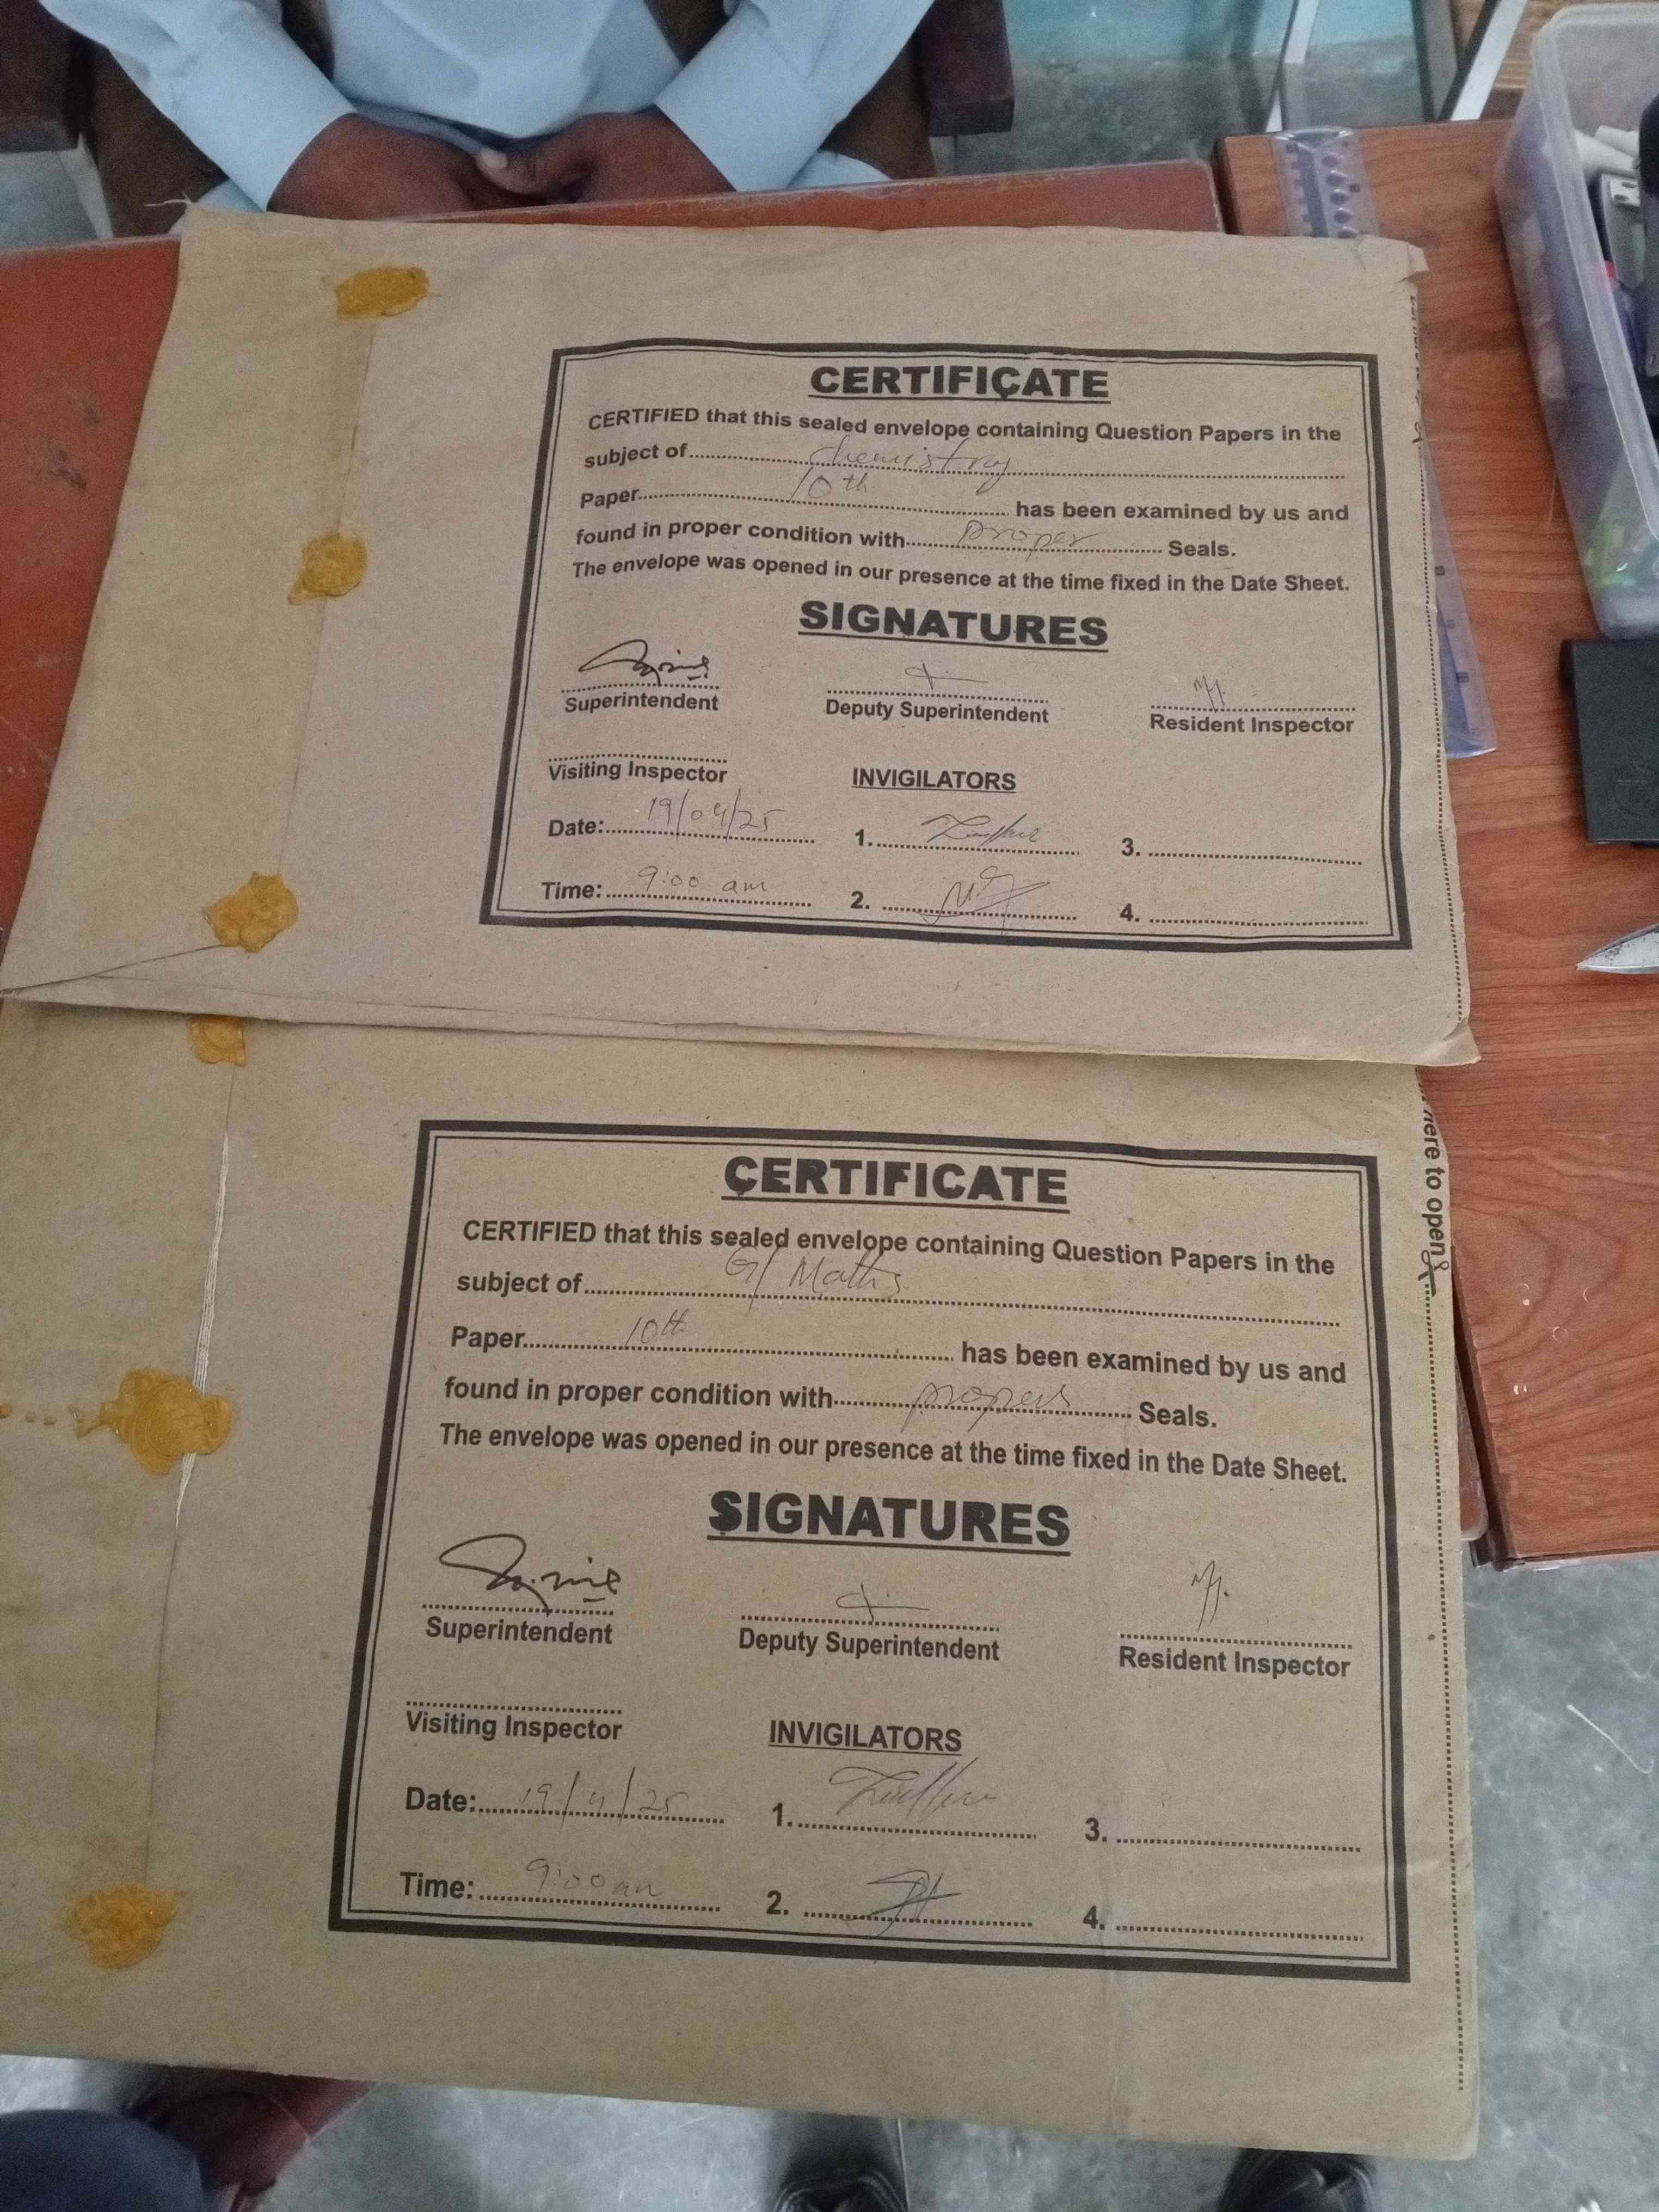 CERTIFICATE
CERTIFIED that this sealed envelope containing Question Papers in the
subject of chemistry
Paper 10th has been examined by us and
found in proper condition with proper Seals.
The envelope was opened in our presence at the time fixed in the Date Sheet.
SIGNATURES
Superintendent Deputy Superintendent Resident Inspector
Visiting Inspector INVIGILATORS
Date: 19/04/25 1. 3.
Time: 9:00 am 2. 4.
CERTIFICATE
CERTIFIED that this sealed envelope containing Question Papers in the
subject of G/ Maths
Paper 10th has been examined by us and
found in proper condition with proper Seals.
The envelope was opened in our presence at the time fixed in the Date Sheet.
SIGNATURES
Superintendent Deputy Superintendent Resident Inspector
Visiting Inspector INVIGILATORS
Date: 19/4/25 1. 3.
Time: 9:00 am 2. 4.
here to open